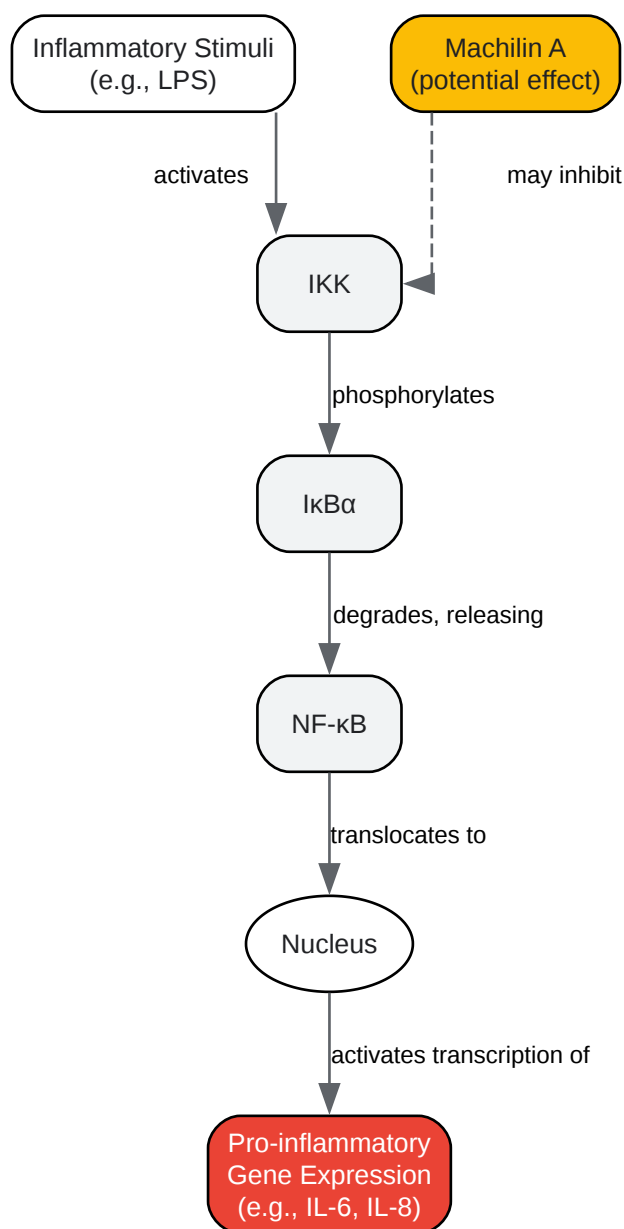 Inflammatory Stimuli
(e.g., LPS)
Machilin A
(potential effect)
activates
may inhibit
IKK
phosphorylates
IκBα
degrades, releasing
NF-κB
translocates to
Nucleus
activates transcription of
Pro-inflammatory
Gene Expression
(e.g., IL-6, IL-8)